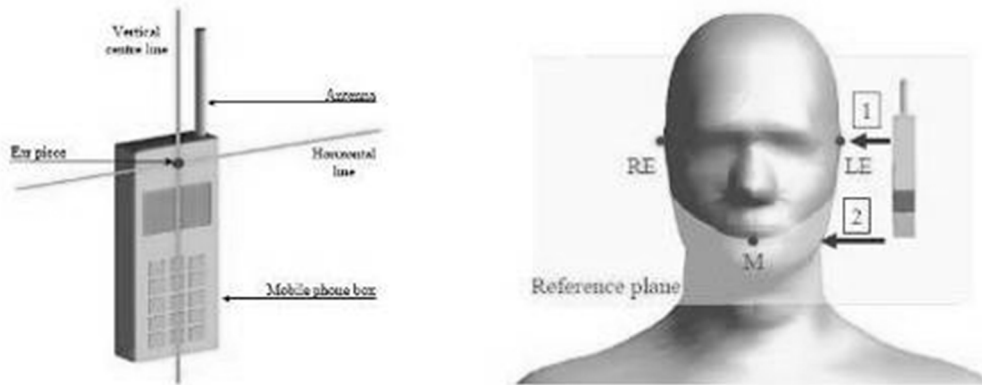 Vertical
centre line
Antenna
Ear piece
Horizontal
line
Mobile phone box
1
RE
LE
2
M
Reference plane